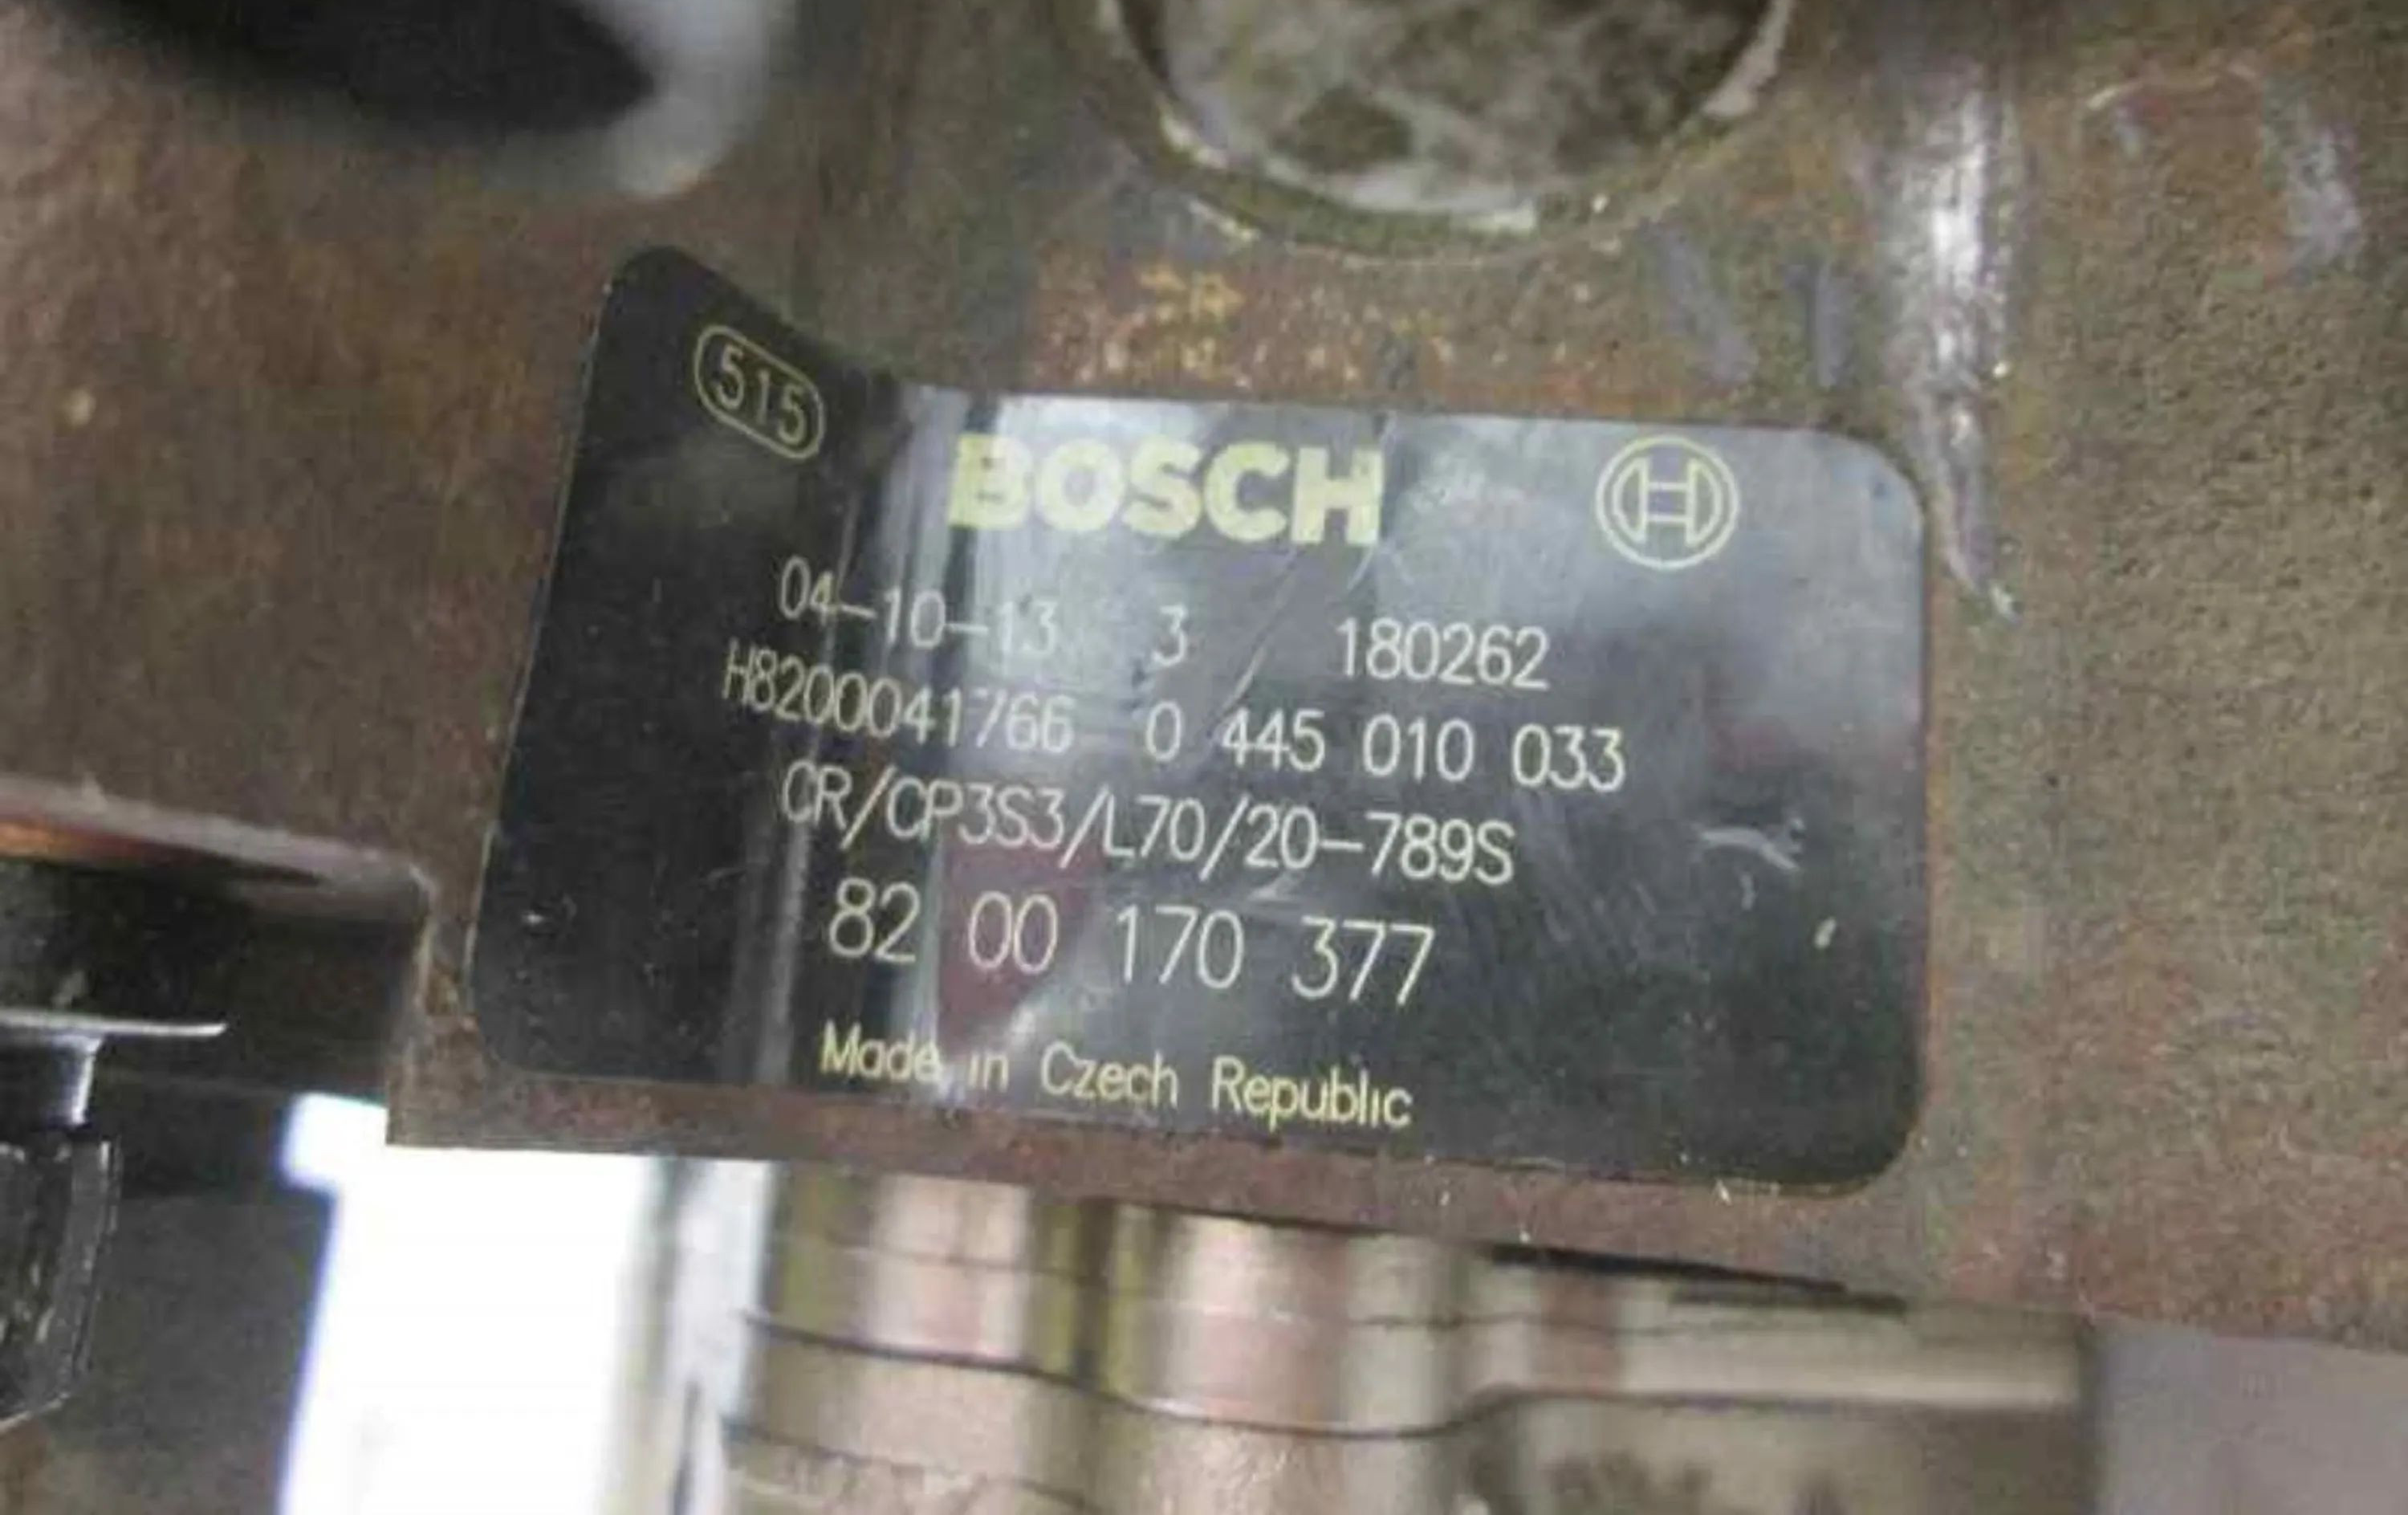 515
BOSCH
04-10-13 3 180262
H8200041766 0 445 010 033
CR/CP3S3/L70/20-789S
82 00 170 377
Made in Czech Republic